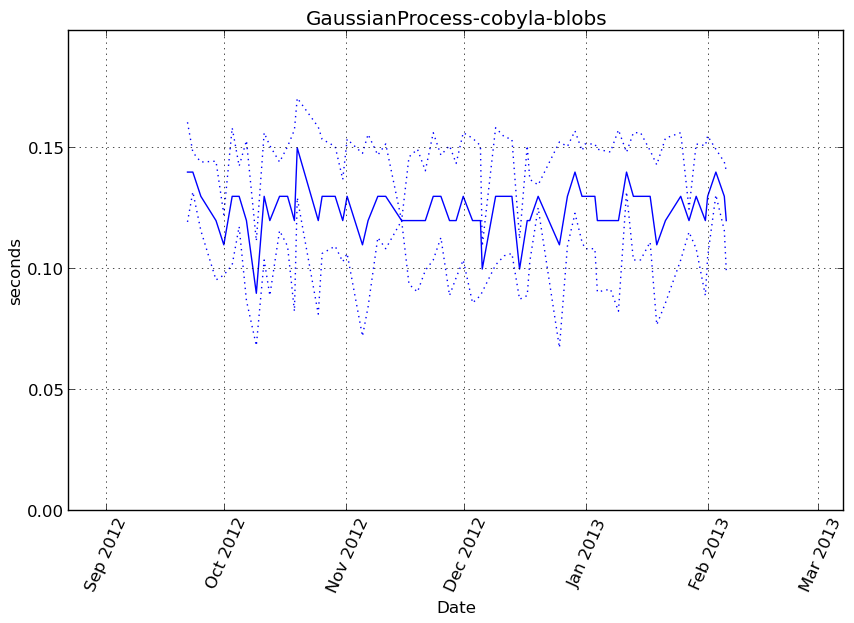 GaussianProcess-cobyla-blobs
seconds
0.15
0.10
0.05
0.00
Sep 2012
Oct 2012
Nov 2012
Dec 2012
Jan 2013
Feb 2013
Mar 2013
Date